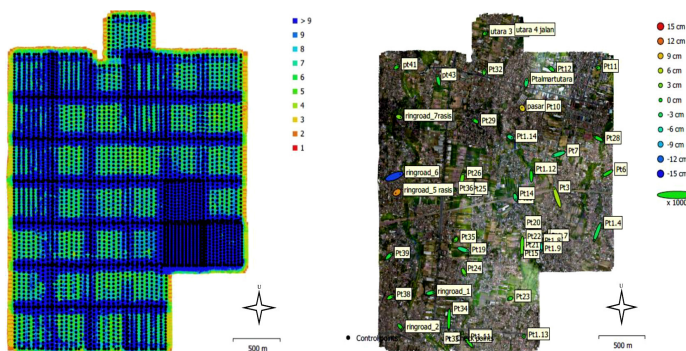 > 9
9
8
7
6
5
4
3
2
1
U
500 m
utara 3
utara 4 jalan
pt41
pt43
Pt32
Pt12
Pt11
Ptalmartutara
ringroad_7rasis
pasar
Pt10
Pt29
Pt1.14
Pt28
Pt7
ringroad_6
Pt26
Pt1.12
Pt6
ringroad_5 rasis
Pt36
Pt25
Pt14
Pt3
Pt20
Pt1.4
Pt35
Pt22
Pt21
Pt19
Pt15
Pt1.9
Pt39
Pt24
Pt38
ringroad_1
Pt23
Pt34
ringroad_2
Pt1.11
Pt1.13
Control points
15 cm
12 cm
9 cm
6 cm
3 cm
0 cm
-3 cm
-6 cm
-9 cm
-12 cm
-15 cm
x 1000
U
500 m